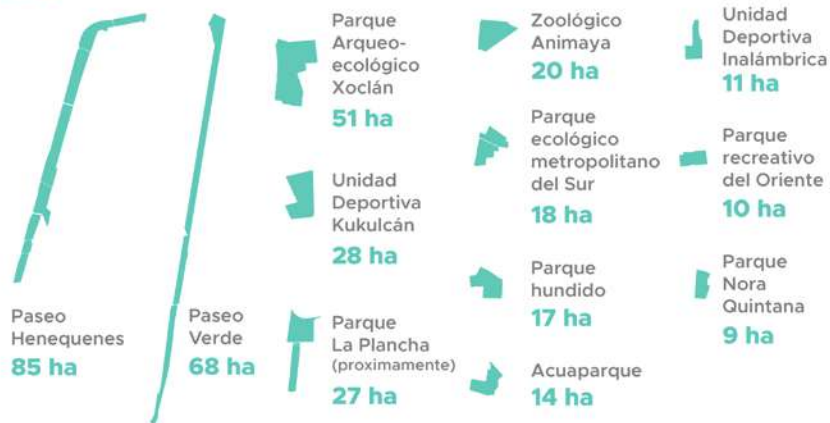 Paseo
Henequenes
85 ha
Paseo
Verde
68 ha
Parque
Arqueo-
ecológico
Xoclán
51 ha
Unidad
Deportiva
Kukulcán
28 ha
Parque
La Plancha
(proximamente)
27 ha
Zoológico
Animaya
20 ha
Parque
ecológico
metropolitano
del Sur
18 ha
Parque
hundido
17 ha
Acuaparque
14 ha
Unidad
Deportiva
Inalámbrica
11 ha
Parque
recreativo
del Oriente
10 ha
Parque
Nora
Quintana
9 ha